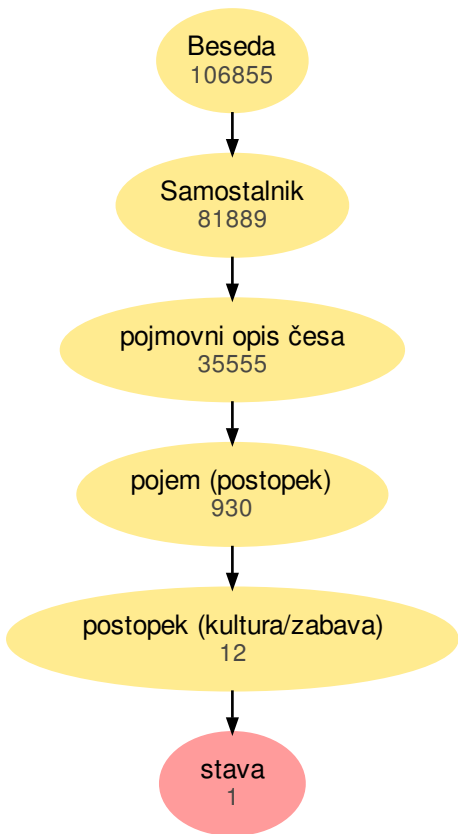 Beseda
106855
Samostalnik
81889
pojmovni opis česa
35555
pojem (postopek)
930
postopek (kultura/zabava)
12
stava
1